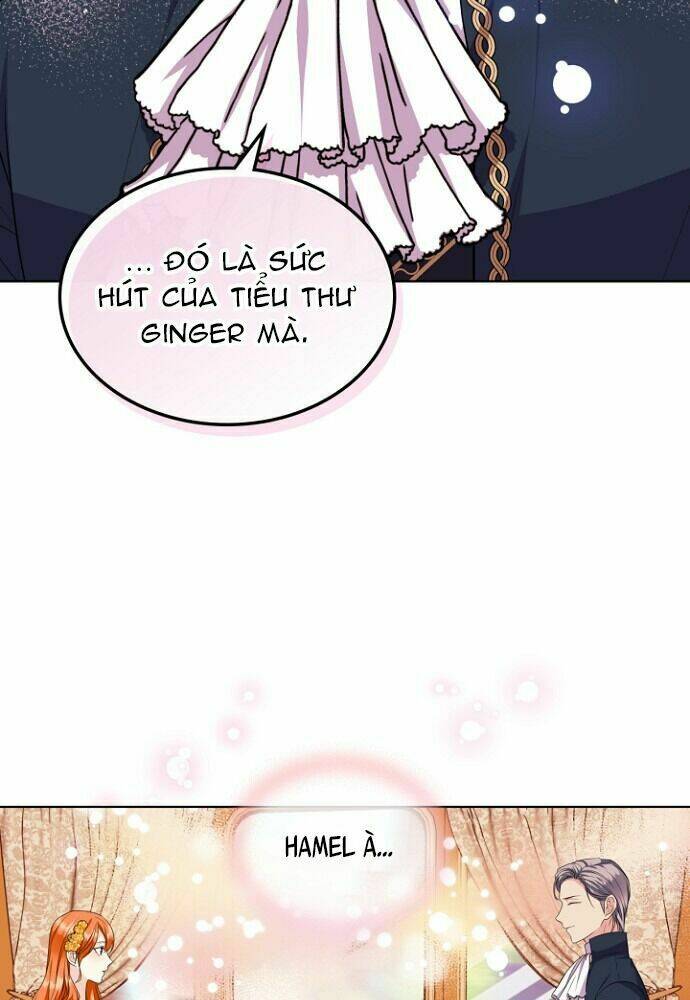 ... ĐÓ LÀ SỨC
HÚT CỦA TIỂU THƯ
GINGER MÀ.
HAMEL À...